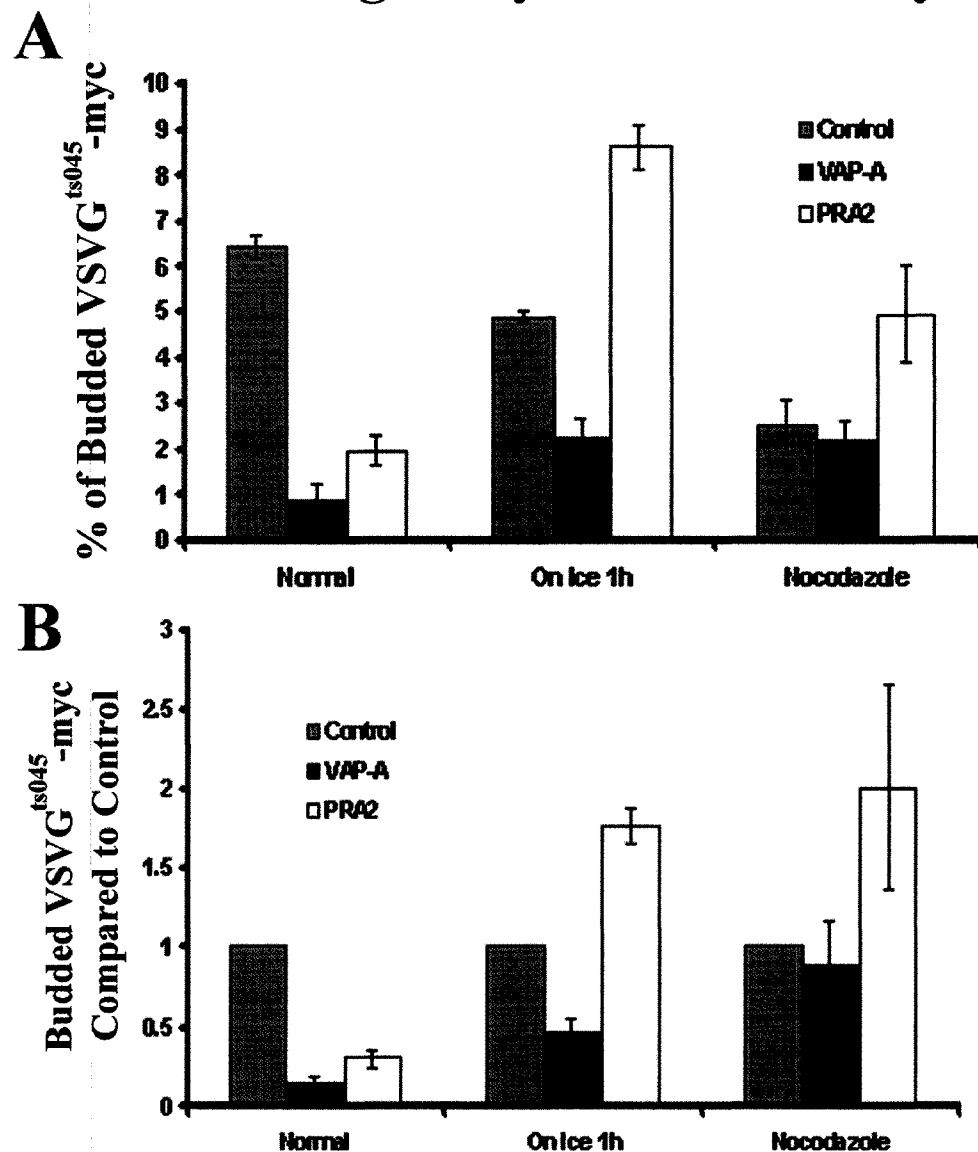 A
% of Budded VSVG^ts045 -myc
10
9
8
7
6
5
4
3
2
1
0
Control
VAP-A
PRA2
Normal
On Ice 1h
Nocodazole
B
Budded VSVG^ts045 -myc
Compared to Control
3
2.5
2
1.5
1
0.5
0
Control
VAP-A
PRA2
Normal
On Ice 1h
Nocodazole